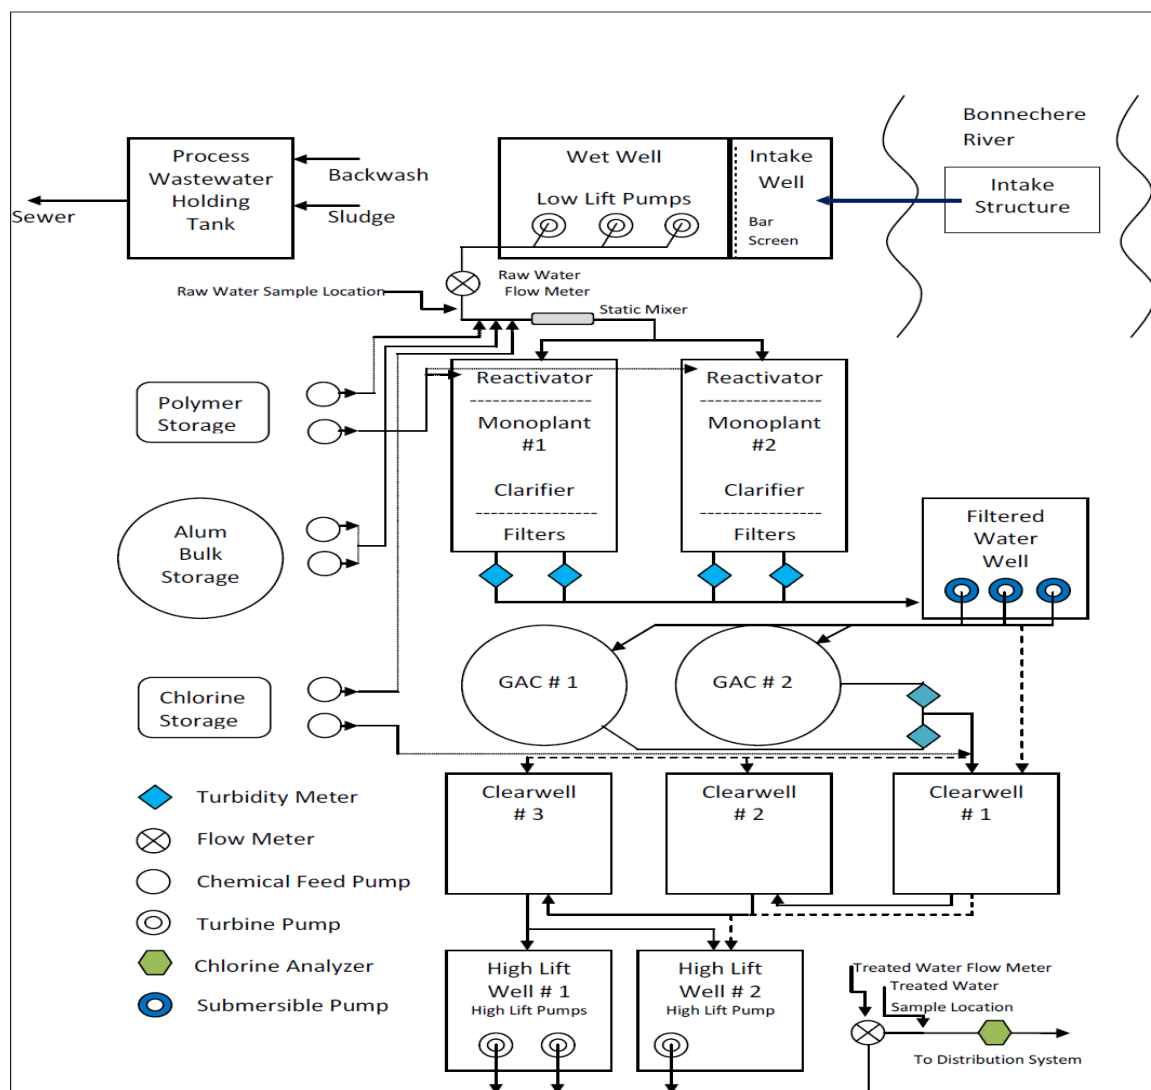 Process
Wastewater
Holding
Tank
Backwash
Sludge
Sewer
Wet Well
Low Lift Pumps
Intake
Well
Bar
Screen
Bonnechere
River
Intake
Structure
Raw Water
Flow Meter
Raw Water Sample Location
Static Mixer
Polymer
Storage
Reactivator
--------------------
Monoplant
#1
Clarifier
--------------------
Filters
Reactivator
--------------------
Monoplant
#2
Clarifier
--------------------
Filters
Alum
Bulk
Storage
Filtered
Water
Well
GAC # 1
GAC # 2
Chlorine
Storage
Clearwell
# 3
Clearwell
# 2
Clearwell
# 1
Turbidity Meter
Flow Meter
Chemical Feed Pump
Turbine Pump
Chlorine Analyzer
Submersible Pump
High Lift
Well # 1
High Lift Pumps
High Lift
Well # 2
High Lift Pump
Treated Water Flow Meter
Treated Water
Sample Location
To Distribution System